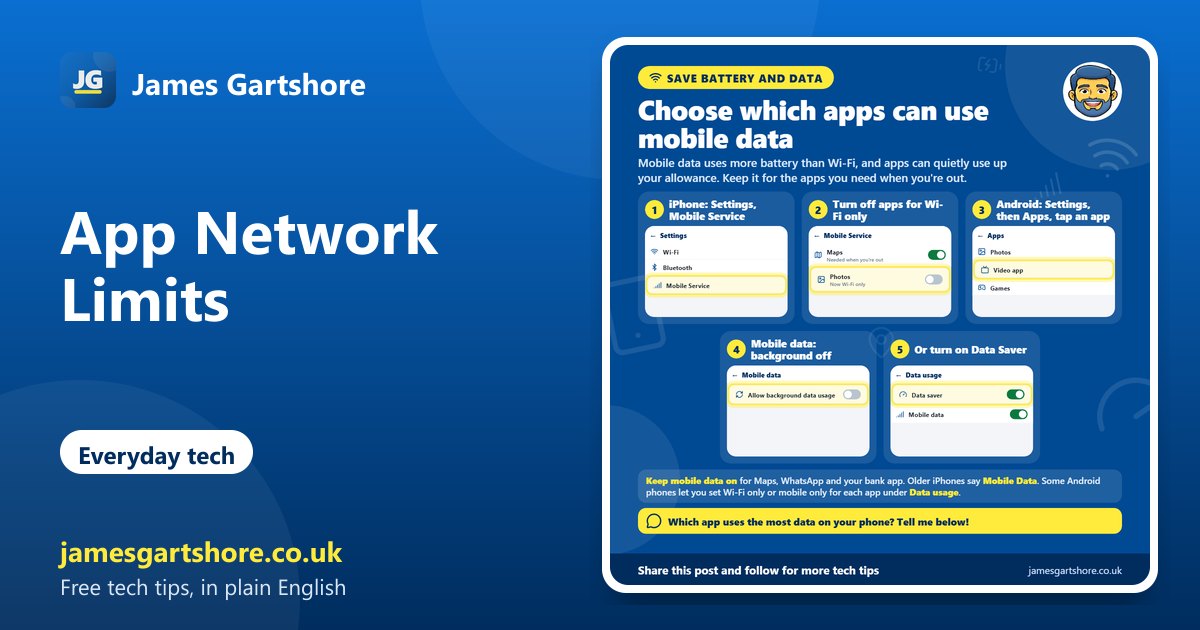 JG
James Gartshore
App Network
Limits
Everyday tech
jamesgartshore.co.uk
Free tech tips, in plain English
SAVE BATTERY AND DATA
Choose which apps can use
mobile data
Mobile data uses more battery than Wi-Fi, and apps can quietly use up
your allowance. Keep it for the apps you need when you're out.
1
iPhone: Settings,
Mobile Service
← Settings
Wi-Fi
Bluetooth
Mobile Service
2
Turn off apps for Wi-
Fi only
← Mobile Service
Maps
Needed when you're out
Photos
Now Wi-Fi only
3
Android: Settings,
then Apps, tap an app
← Apps
Photos
Video app
Games
4
Mobile data:
background off
← Mobile data
Allow background data usage
5
Or turn on Data Saver
← Data usage
Data saver
Mobile data
Keep mobile data on for Maps, WhatsApp and your bank app. Older iPhones say Mobile Data. Some Android
phones let you set Wi-Fi only or mobile only for each app under Data usage.
Which app uses the most data on your phone? Tell me below!
Share this post and follow for more tech tips
jamesgartshore.co.uk